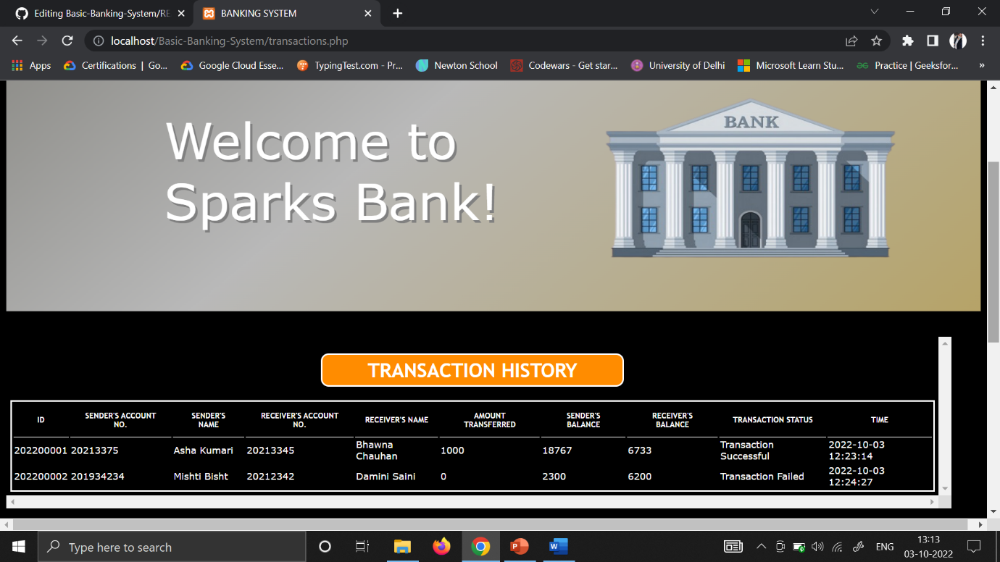 Editing Basic-Banking-System/RE
BANKING SYSTEM
localhost/Basic-Banking-System/transactions.php
Apps
Certifications | Go...
Google Cloud Esse...
TypingTest.com - Pr...
Newton School
Codewars - Get star...
University of Delhi
Microsoft Learn Stu...
Practice | Geeksfor...
»
Welcome to
Sparks Bank!
BANK
TRANSACTION HISTORY
ID SENDER'S ACCOUNT NO. SENDER'S NAME RECEIVER'S ACCOUNT NO. RECEIVER'S NAME AMOUNT TRANSFERRED SENDER'S BALANCE RECEIVER'S BALANCE TRANSACTION STATUS TIME
202200001 20213375 Asha Kumari 20213345 Bhawna Chauhan 1000 18767 6733 Transaction Successful 2022-10-03 12:23:14
202200002 201934234 Mishti Bisht 20212342 Damini Saini 0 2300 6200 Transaction Failed 2022-10-03 12:24:27
Type here to search
ENG
13:13
03-10-2022